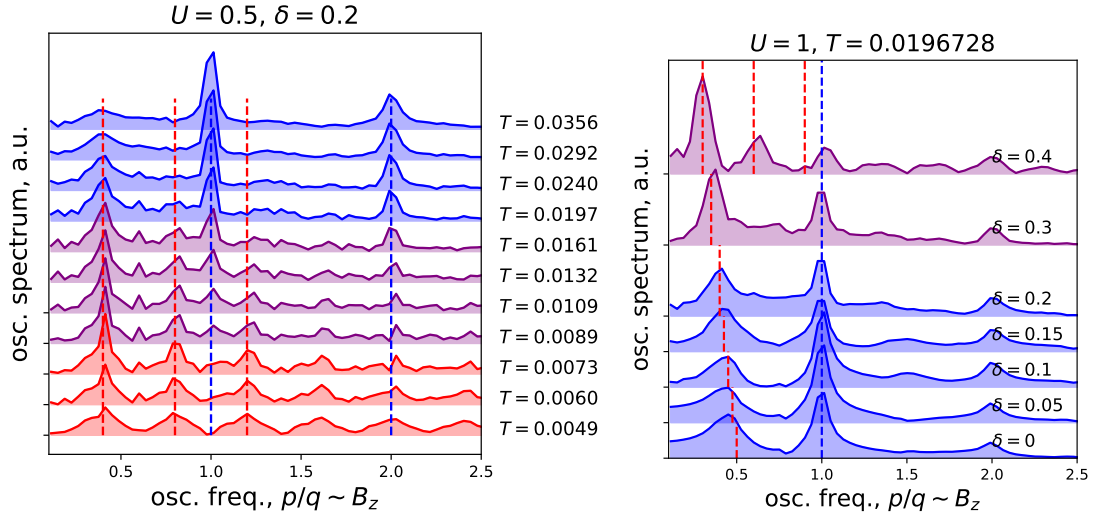 U = 0.5, δ = 0.2
osc. spectrum, a.u.
T = 0.0356
T = 0.0292
T = 0.0240
T = 0.0197
T = 0.0161
T = 0.0132
T = 0.0109
T = 0.0089
T = 0.0073
T = 0.0060
T = 0.0049
0.5 1.0 1.5 2.0 2.5
osc. freq., p/q ~ B_z
U = 1, T = 0.0196728
osc. spectrum, a.u.
δ = 0.4
δ = 0.3
δ = 0.2
δ = 0.15
δ = 0.1
δ = 0.05
δ = 0
0.5 1.0 1.5 2.0 2.5
osc. freq., p/q ~ B_z